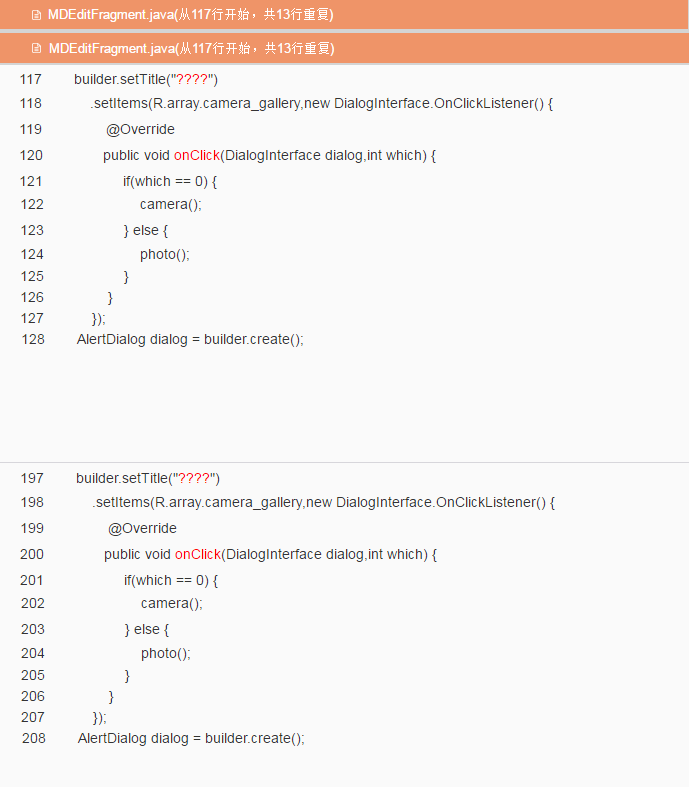 MDEditFragment.java(从117行开始，共13行重复)
MDEditFragment.java(从117行开始，共13行重复)
117 builder.setTitle("????")
118 .setItems(R.array.camera_gallery,new DialogInterface.OnClickListener() {
119 @Override
120 public void onClick(DialogInterface dialog,int which) {
121 if(which == 0) {
122 camera();
123 } else {
124 photo();
125 }
126 }
127 });
128 AlertDialog dialog = builder.create();
197 builder.setTitle("????")
198 .setItems(R.array.camera_gallery,new DialogInterface.OnClickListener() {
199 @Override
200 public void onClick(DialogInterface dialog,int which) {
201 if(which == 0) {
202 camera();
203 } else {
204 photo();
205 }
206 }
207 });
208 AlertDialog dialog = builder.create();